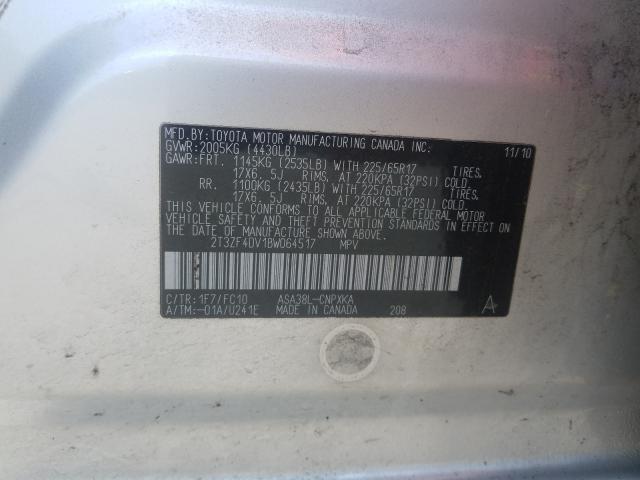 MFD.BY:TOYOTA MOTOR MANUFACTURING CANADA INC: 11/10
GVWR:2005KG (4430LB)
GAWR:FRT. 1145KG (2535LB) WITH 225/65R17 TIRES.
17X6. 5J RIMS, AT 220KPA (32PSI) COLD.
RR. 1100KG (2435LB) WITH 225/65R17 TIRES.
17X6. 5J RIMS, AT 220KPA (32PSI) COLD.
THIS VEHICLE CONFORMS TO ALL APPLICABLE FEDERAL MOTOR
VEHICLE SAFETY AND THEFT PREVENTION STANDARDS IN EFFECT ON
THE DATE OF MANUFACTURE SHOWN ABOVE.
2T3ZF4DV1BW064517 MPV
C/TR:1F7/FC10 ASA38L-CNPXKA A
A/TM:-01A/U241E MADE IN CANADA 208